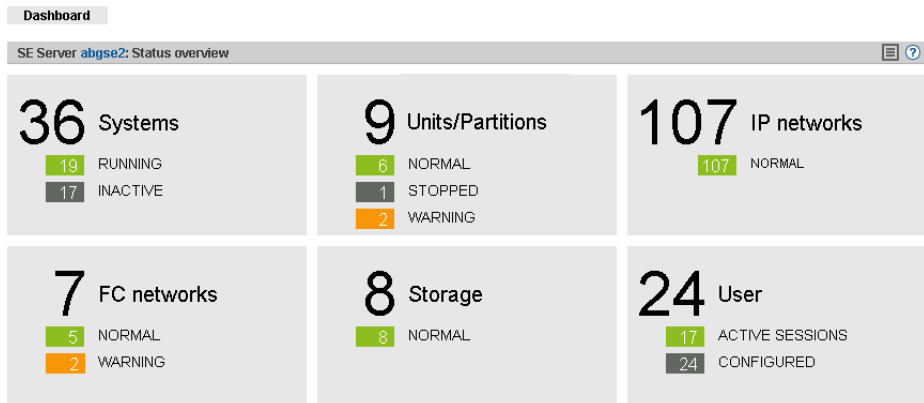 Dashboard
SE Server abgse2: Status overview
?
36 Systems
19 RUNNING
17 INACTIVE
9 Units/Partitions
6 NORMAL
1 STOPPED
2 WARNING
107 IP networks
107 NORMAL
7 FC networks
5 NORMAL
2 WARNING
8 Storage
8 NORMAL
24 User
17 ACTIVE SESSIONS
24 CONFIGURED